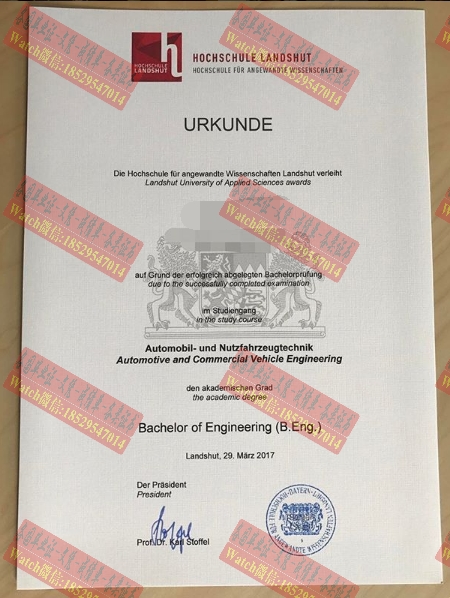 HOCHSCHULE
LANDSHUT
HOCHSCHULE LANDSHUT
HOCHSCHULE FÜR ANGEWANDTE WISSENSCHAFTEN
URKUNDE
Die Hochschule für angewandte Wissenschaften Landshut verleiht
Landshut University of Applied Sciences awards
auf Grund der erfolgreich abgelegten Bachelorprüfung
due to the successfully completed examination
im Studiengang
in the study course
Automobil- und Nutzfahrzeugtechnik
Automotive and Commercial Vehicle Engineering
den akademischen Grad
the academic degree
Bachelor of Engineering (B.Eng.)
Landshut, 29. März 2017
Der Präsident
President
Prof. Dr. Karl Stoffel
Watch微信:18529547014